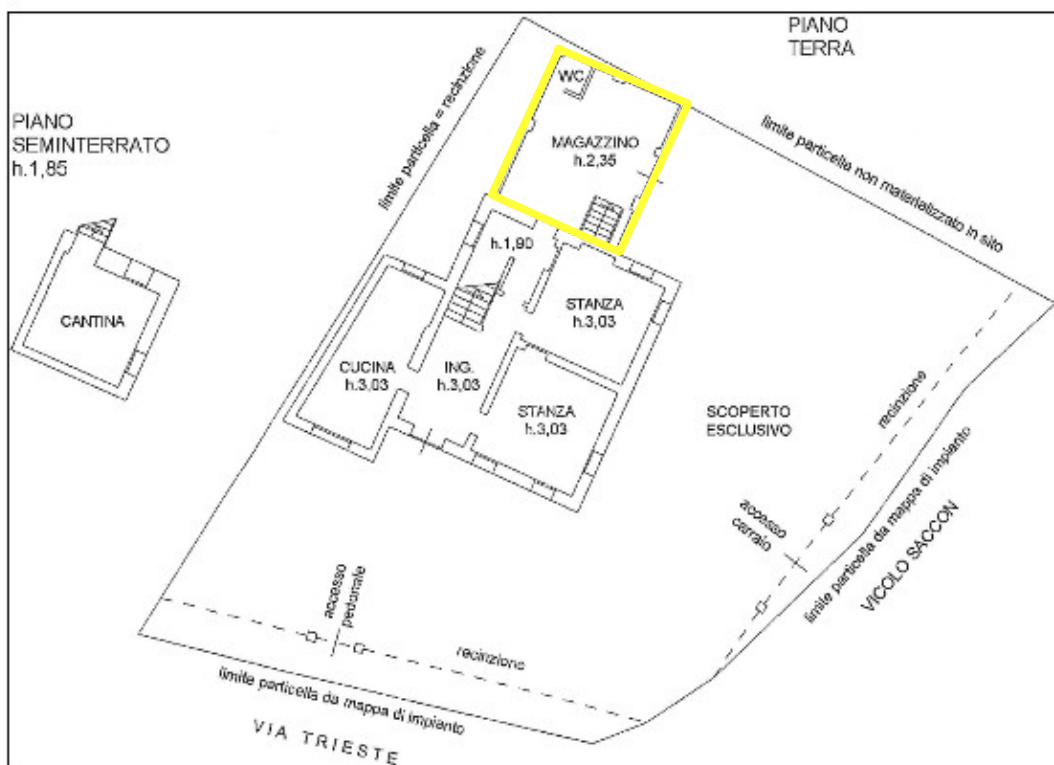 PIANO
TERRA
PIANO
SEMINTERRATO
h.1,85
WC
MAGAZZINO
h.2,35
limite particella = recinzione
limite particella non materializzato in sito
h.1,90
CANTINA
STANZA
h.3,03
CUCINA
h.3,03
ING.
h.3,03
STANZA
h.3,03
SCOPERTO
ESCLUSIVO
recinzione
accesso
carraio
limite particella da mappa di impianto
VICOLO SACCON
accesso
pedonale
recinzione
limite particella da mappa di impianto
VIA TRIESTE